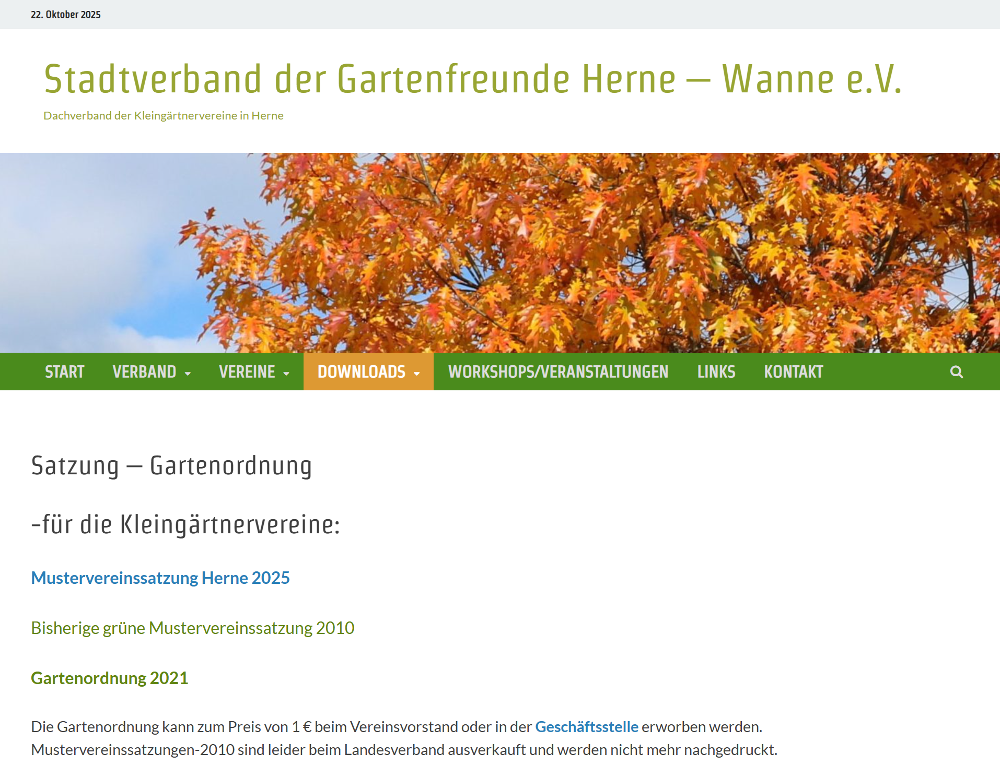 22. Oktober 2025
Stadtverband der Gartenfreunde Herne — Wanne e.V.
Dachverband der Kleingärtnervereine in Herne
START VERBAND VEREINE DOWNLOADS WORKSHOPS/VERANSTALTUNGEN LINKS KONTAKT
Satzung — Gartenordnung
–für die Kleingärtnervereine:
Mustervereinssatzung Herne 2025
Bisherige grüne Mustervereinssatzung 2010
Gartenordnung 2021
Die Gartenordnung kann zum Preis von 1 € beim Vereinsvorstand oder in der Geschäftsstelle erworben werden.
Mustervereinssatzungen-2010 sind leider beim Landesverband ausverkauft und werden nicht mehr nachgedruckt.